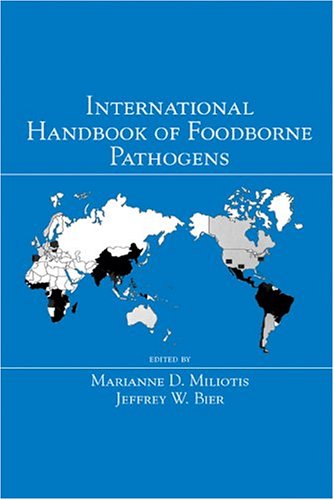 INTERNATIONAL
HANDBOOK OF FOODBORNE
PATHOGENS
EDITED BY
MARIANNE D. MILIOTIS
JEFFREY W. BIER